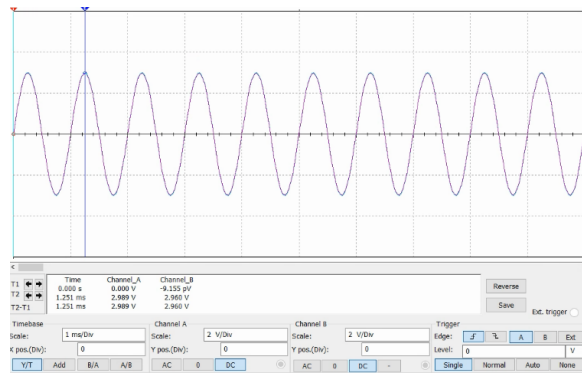 Time Channel_A Channel_B
T1 0.000 s 0.000 V -9.155 pV
T2 1.251 ms 2.989 V 2.960 V
T2-T1 1.251 ms 2.989 V 2.960 V
Reverse
Save
Ext. trigger
Timebase
Scale: 1 ms/Div
X pos.(Div): 0
Y/T Add B/A A/B
Channel A
Scale: 2 V/Div
Y pos.(Div): 0
AC 0 DC
Channel B
Scale: 2 V/Div
Y pos.(Div): 0
AC 0 DC -
Trigger
Edge: A B Ext
Level: 0 V
Single Normal Auto None